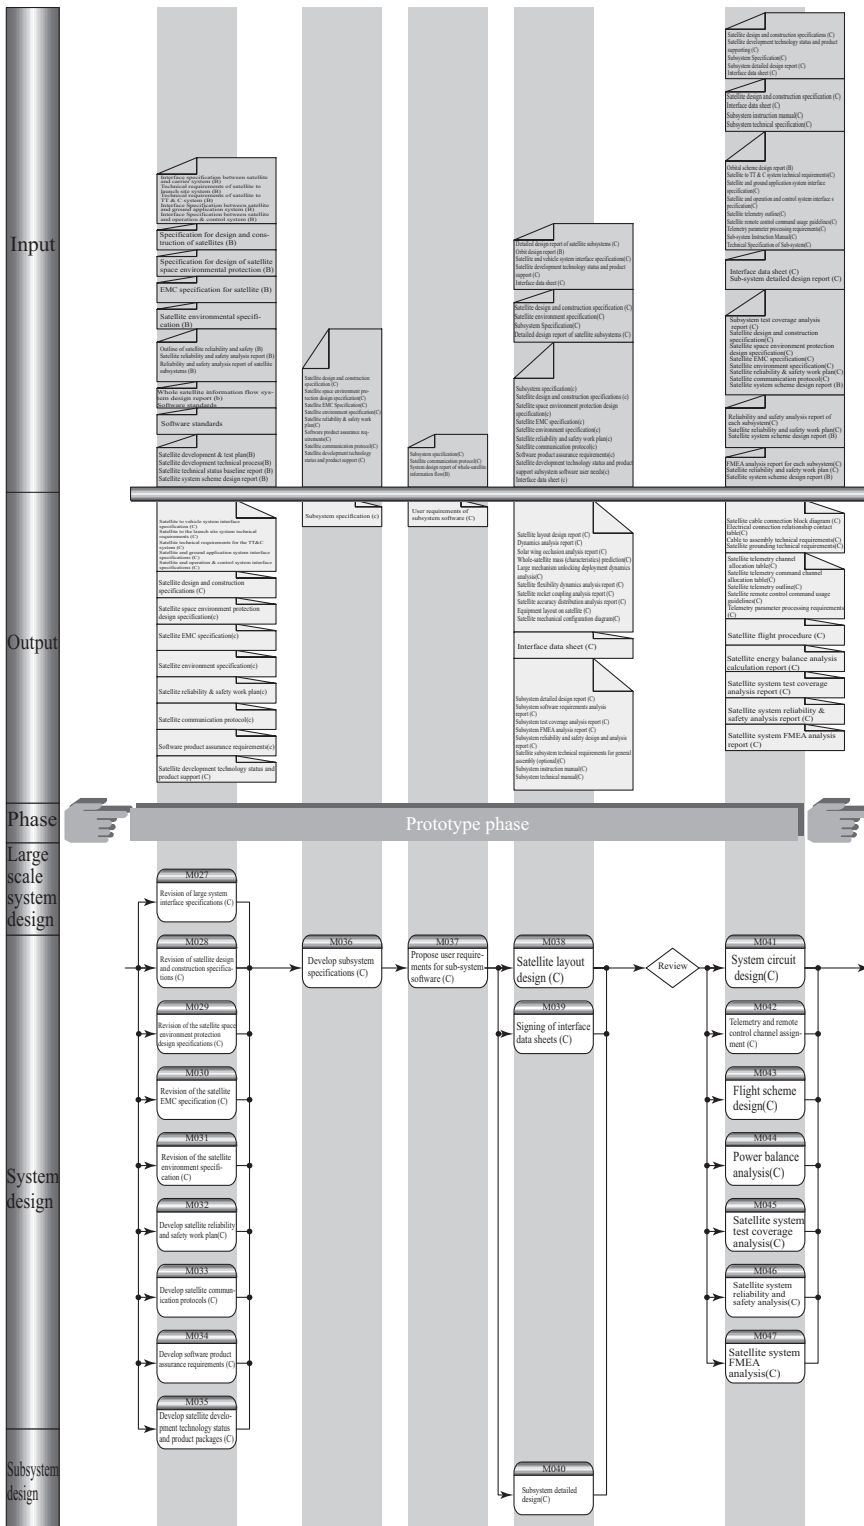 Input
Interface specification between satellite
and carrier system (B)
Technical requirements of satellite to
launch site system (B)
Technical requirements of satellite to
TT & C system (B)
Interface Specification between satellite
and ground application system (B)
Interface Specification between satellite
and operation & control system (B)
Specification for design and con-
struction of satellites (B)
Specification for design of satellite
space environmental protection (B)
EMC specification for satellite (B)
Satellite environmental specifi-
cation (B)
Outline of satellite reliability and safety (B)
Satellite reliability and safety analysis report (B)
Reliability and safety analysis report of satellite
subsystems (B)
Whole satellite information flow sys-
tem design report (b)
Software standards
Software standards
Satellite development & test plan(B)
Satellite development technical process(B)
Satellite technical status baseline report (B)
Satellite system scheme design report (B)
Satellite design and construction
specification (C)
Satellite space environment pro-
tection design specification(C)
Satellite EMC Specification(C)
Satellite environment specification(C)
Satellite reliability & safety work
plan(C)
Software product assurance req-
uirements(C)
Satellite communication protocol(C)
Satellite development technology
status and product support (C)
Subsystem specification(C)
Satellite communication protocol(C)
System design report of whole-satellite
information flow(B)
Detailed design report of satellite subsystems (C)
Orbit design report (B)
Satellite and vehicle system interface specifications(C)
Satellite development technology status and product
support (C)
Interface data sheet (C)
Satellite design and construction specification (C)
Satellite environment specification(C)
Subsystem Specification(C)
Detailed design report of satellite subsystems (C)
Subsystem specification(c)
Satellite design and construction specifications (c)
Satellite space environment protection design
specification(c)
Satellite EMC specification(c)
Satellite environment specification(c)
Satellite reliability and safety work plan(c)
Satellite communication protocol(c)
Software product assurance requirements(c)
Satellite development technology status and product
support subsystem software user needs(c)
Interface data sheet (c)
Satellite design and construction specifications (C)
Satellite development technology status and product
supporting (C)
Subsystem Specification(C)
Subsystem detailed design report (C)
Interface data sheet (C)
Satellite design and construction specification (C)
Interface data sheet (C)
Subsystem instruction manual(C)
Subsystem technical specification(C)
Orbital scheme design report (B)
Satellite to TT & C system technical requirements(C)
Satellite and ground application system interface
specification(C)
Satellite and operation and control system interface s
pecification(C)
Satellite telemetry outline(C)
Satellite remote control command usage guidelines(C)
Telemetry parameter processing requirements(C)
Sub-system Instruction Manual(C)
Technical Specification of Sub-system(C)
Interface data sheet (C)
Sub-system detailed design report (C)
Subsystem test coverage analysis
report (C)
Satellite design and construction
specification(C)
Satellite space environment protection
design specification(C)
Satellite EMC specification(C)
Satellite environment specification(C)
Satellite reliability & safety work plan(C)
Satellite communication protocol(C)
Satellite system scheme design report (B)
Reliability and safety analysis report of
each subsystem(C)
Satellite reliability and safety work plan(C)
Satellite system scheme design report (B)
FMEA analysis report for each subsystem(C)
Satellite reliability and safety work plan (C)
Satellite system scheme design report (B)
Output
Satellite to vehicle system interface
specification (C)
Satellite to the launch site system technical
requirements (C)
Satellite technical requirements for the TT&C
system (C)
Satellite and ground application system interface
specifications (C)
Satellite and operation & control system interface
specifications (C)
Satellite design and construction
specifications (C)
Satellite space environment protection
design specification(c)
Satellite EMC specification(c)
Satellite environment specification(c)
Satellite reliability & safety work plan(c)
Satellite communication protocol(c)
Software product assurance requirements(c)
Satellite development technology status and
product support (C)
Subsystem specification (c)
User requirements of
subsystem software (C)
Satellite layout design report (C)
Dynamics analysis report (C)
Solar wing occlusion analysis report (C)
Whole-satellite mass (characteristics) prediction(C)
Large mechanism unlocking deployment dynamics
analysis(C)
Satellite flexibility dynamics analysis report (C)
Satellite rocket coupling analysis report (C)
Satellite accuracy distribution analysis report (C)
Equipment layout on satellite (C)
Satellite mechanical configuration diagram(C)
Interface data sheet (C)
Subsystem detailed design report (C)
Subsystem software requirements analysis
report (C)
Subsystem test coverage analysis report (C)
Subsystem FMEA analysis report (C)
Subsystem reliability and safety design and analysis
report (C)
Satellite subsystem technical requirements for general
assembly (optional)(C)
Subsystem instruction manual(C)
Subsystem technical manual(C)
Satellite cable connection block diagram (C)
Electrical connection relationship contact
table(C)
Cable to assembly technical requirements(C)
Satellite grounding technical requirements(C)
Satellite telemetry channel
allocation table(C)
Satellite telemetry command channel
allocation table(C)
Satellite telemetry outline(C)
Satellite remote control command usage
guidelines(C)
Telemetry parameter processing requirements
(C)
Satellite flight procedure (C)
Satellite energy balance analysis
calculation report (C)
Satellite system test coverage
analysis report (C)
Satellite system reliability &
safety analysis report (C)
Satellite system FMEA analysis
report (C)
Phase
Prototype phase
Large
scale
system
design
M027
Revision of large system
interface specifications (C)
System
design
M028
Revision of satellite design
and construction specifica-
tions (C)
M029
Revision of the satellite space
environment protection
design specifications (C)
M030
Revision of the satellite
EMC specification (C)
M031
Revision of the satellite
environment specifi-
cation (C)
M032
Develop satellite reliability
and safety work plan(C)
M033
Develop satellite commun-
ication protocols (C)
M034
Develop software product
assurance requirements (C)
M035
Develop satellite develo-
pment technology status
and product packages (C)
M036
Develop subsystem
specifications (C)
M037
Propose user require-
ments for sub-system
software (C)
M038
Satellite layout
design (C)
M039
Signing of interface
data sheets (C)
Review
M041
System circuit
design(C)
M042
Telemetry and remote
control channel assign-
ment (C)
M043
Flight scheme
design(C)
M044
Power balance
analysis(C)
M045
Satellite system
test coverage
analysis(C)
M046
Satellite system
reliability and
safety analysis(C)
M047
Satellite system
FMEA
analysis(C)
Subsystem
design
M040
Subsystem detailed
design(C)